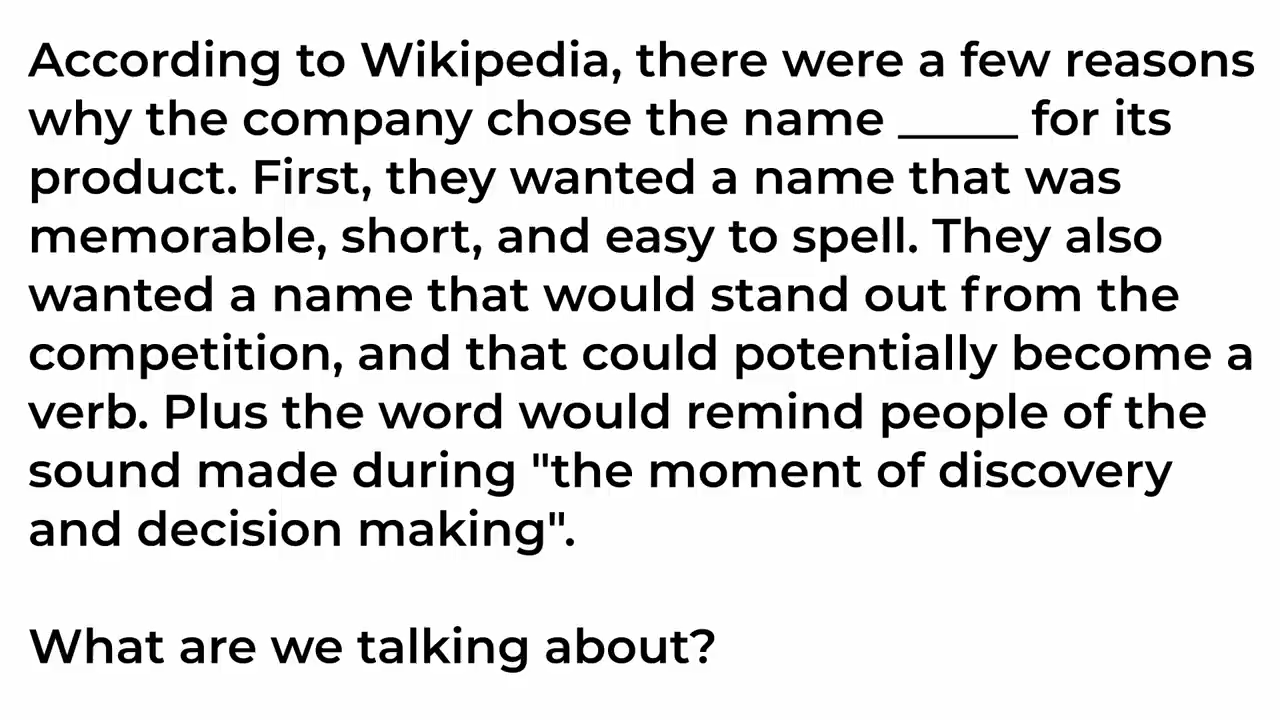 According to Wikipedia, there were a few reasons
why the company chose the name _____ for its
product. First, they wanted a name that was
memorable, short, and easy to spell. They also
wanted a name that would stand out from the
competition, and that could potentially become a
verb. Plus the word would remind people of the
sound made during "the moment of discovery
and decision making".
What are we talking about?